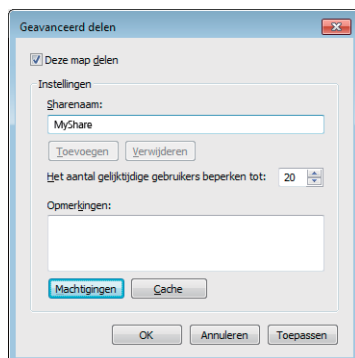 Geavanceerd delen
Deze map delen
Instellingen
Sharenaam:
MyShare
Toevoegen Verwijderen
Het aantal gelijktijdige gebruikers beperken tot: 20
Opmerkingen:
Machtigingen Cache
OK Annuleren Toepassen